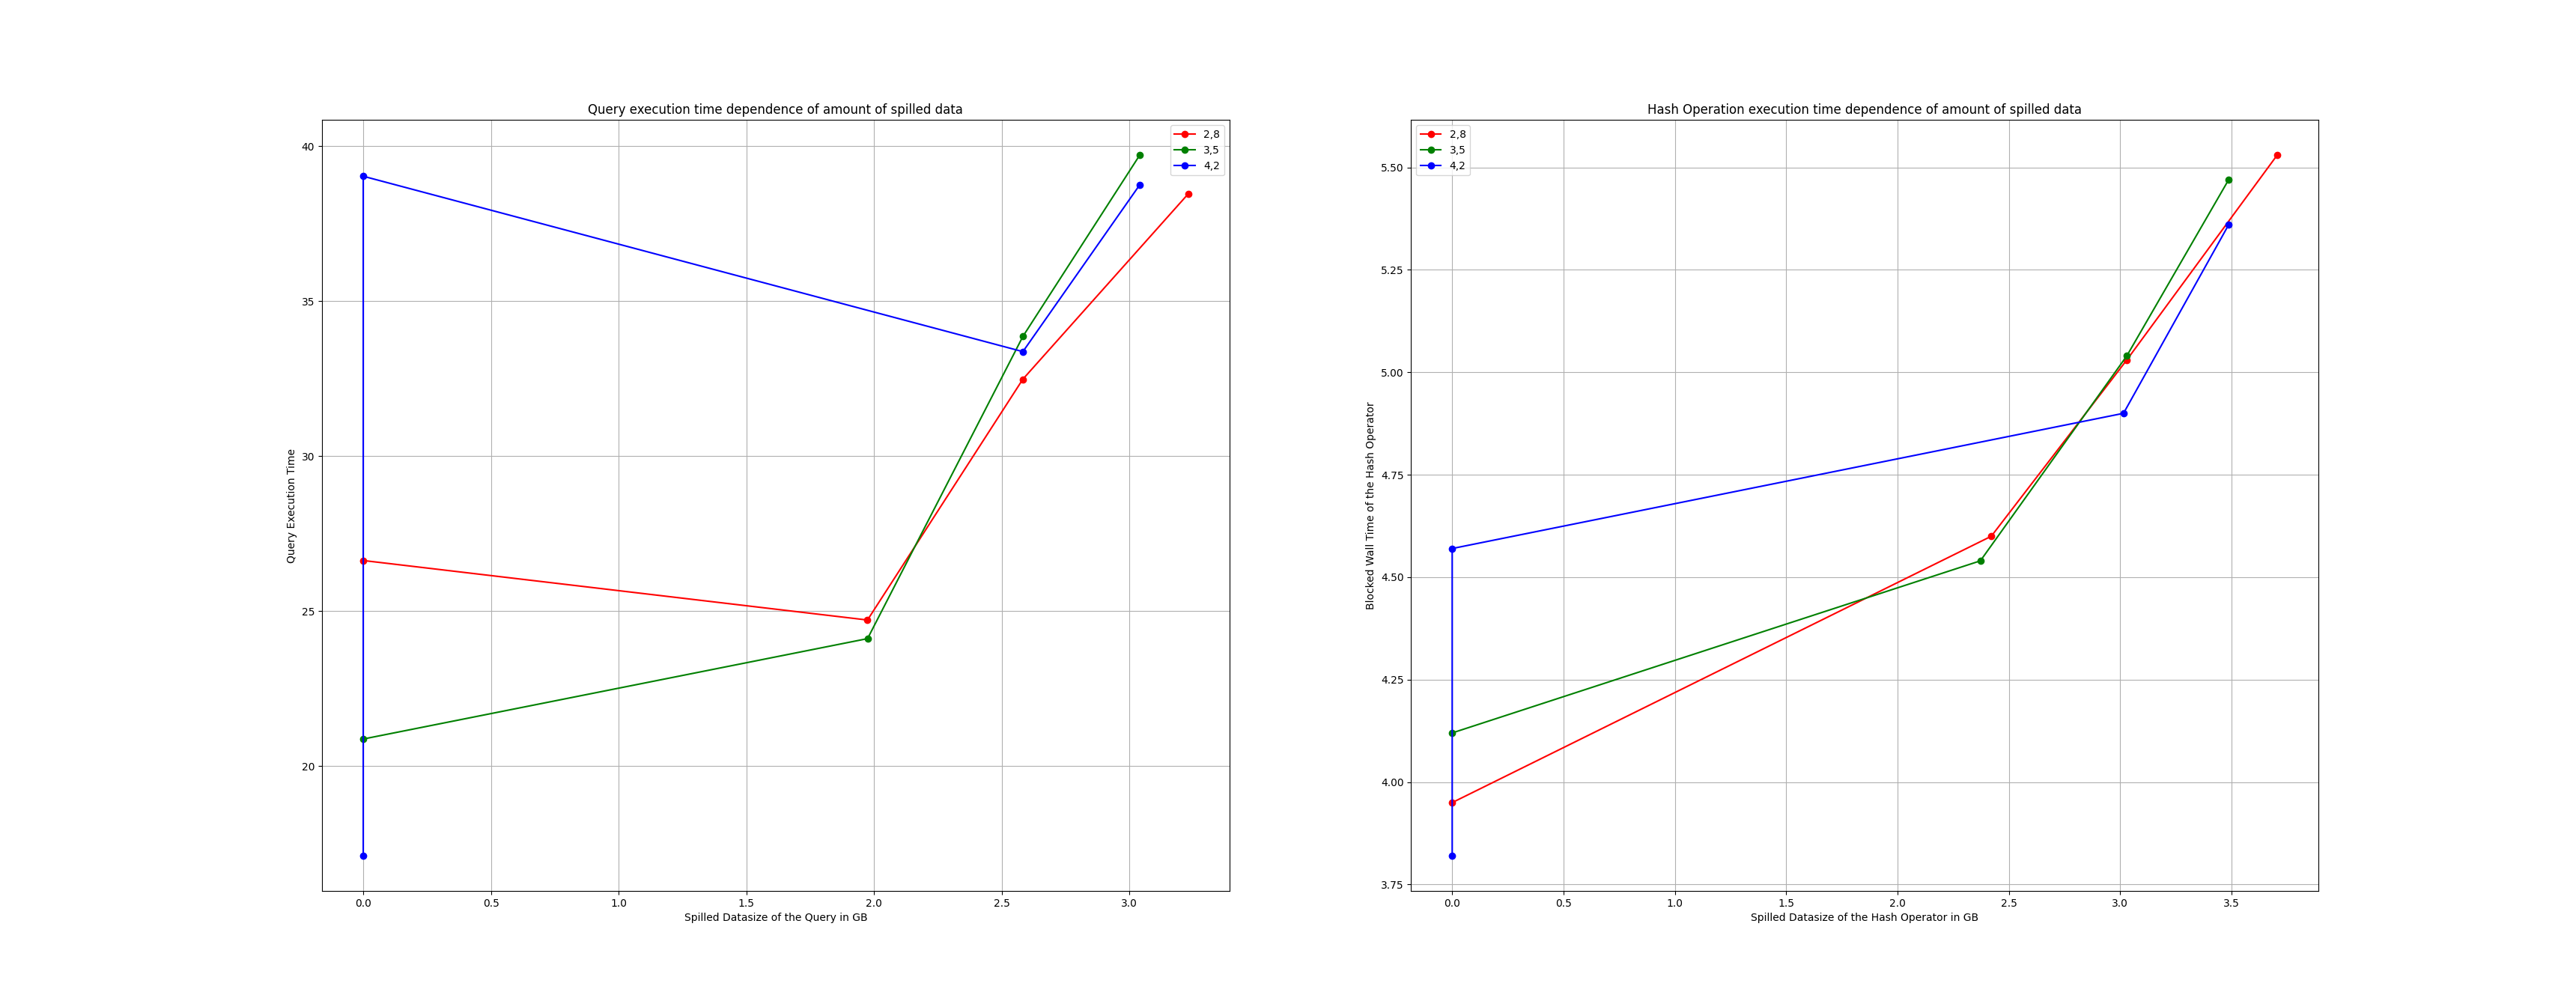 Query execution time dependence of amount of spilled data
2,8
3,5
4,2
40
35
30
25
20
Query Execution Time
0.0 0.5 1.0 1.5 2.0 2.5 3.0
Spilled Datasize of the Query in GB
Hash Operation execution time dependence of amount of spilled data
2,8
3,5
4,2
5.50
5.25
5.00
4.75
4.50
4.25
4.00
3.75
Blocked Wall Time of the Hash Operator
0.0 0.5 1.0 1.5 2.0 2.5 3.0 3.5
Spilled Datasize of the Hash Operator in GB